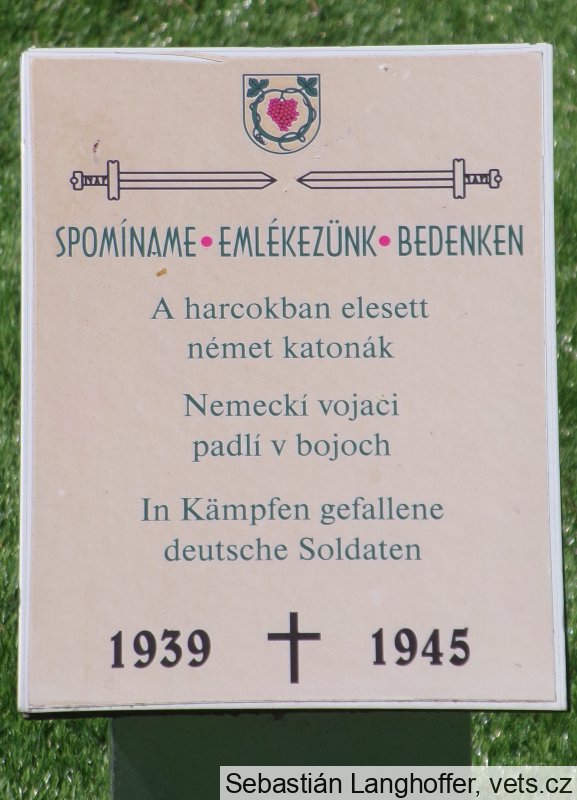 SPOMÍNAME • EMLÉKEZÜNK • BEDENKEN
A harcokban elesett
német katonák
Nemeckí vojaci
padlí v bojoch
In Kämpfen gefallene
deutsche Soldaten
1939 1945
Sebastián Langhoffer, vets.cz